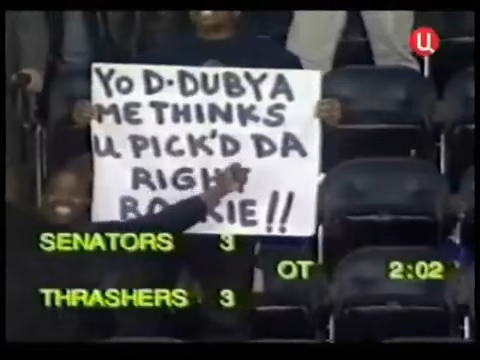 Ц
YO D-DUBYA
ME THINKS
U PICK'D DA
RIGHT
ROOKIE!!
SENATORS 3
OT 2:02
THRASHERS 3